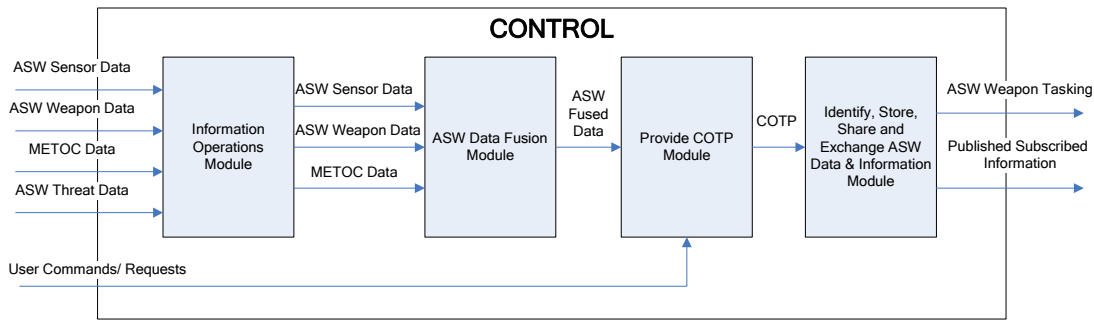 CONTROL
ASW Sensor Data
ASW Weapon Data
METOC Data
ASW Threat Data
User Commands/ Requests
Information
Operations
Module
ASW Sensor Data
ASW Weapon Data
METOC Data
ASW Data Fusion
Module
ASW
Fused
Data
Provide COTP
Module
COTP
Identify, Store,
Share and
Exchange ASW
Data & Information
Module
ASW Weapon Tasking
Published Subscribed
Information